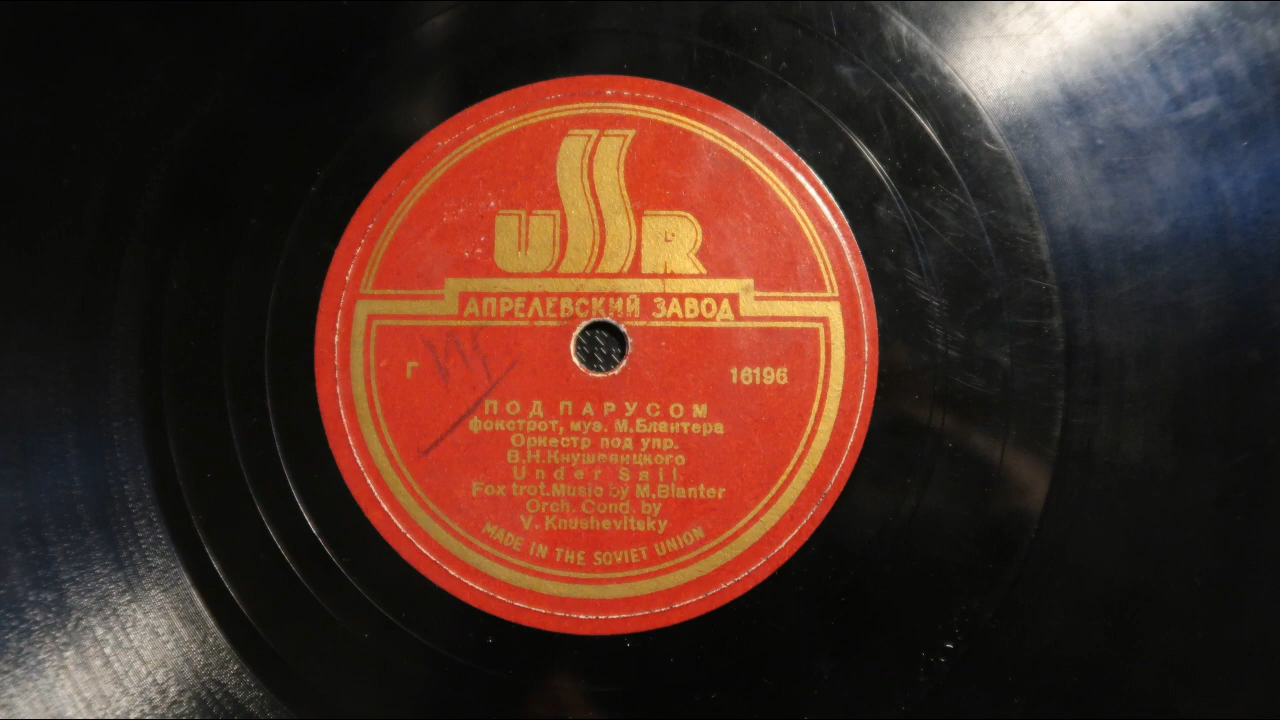 USSR
АПРЕЛЕВСКИЙ ЗАВОД
Г 16196
ПОД ПАРУСОМ
фокстрот, муз. М.Блантера
Оркестр под упр.
В.Н.Кнушевицкого
Under Sail
Fox trot.Music by M.Blanter
Orch. Cond. by
V. Knushevitsky
MADE IN THE SOVIET UNION